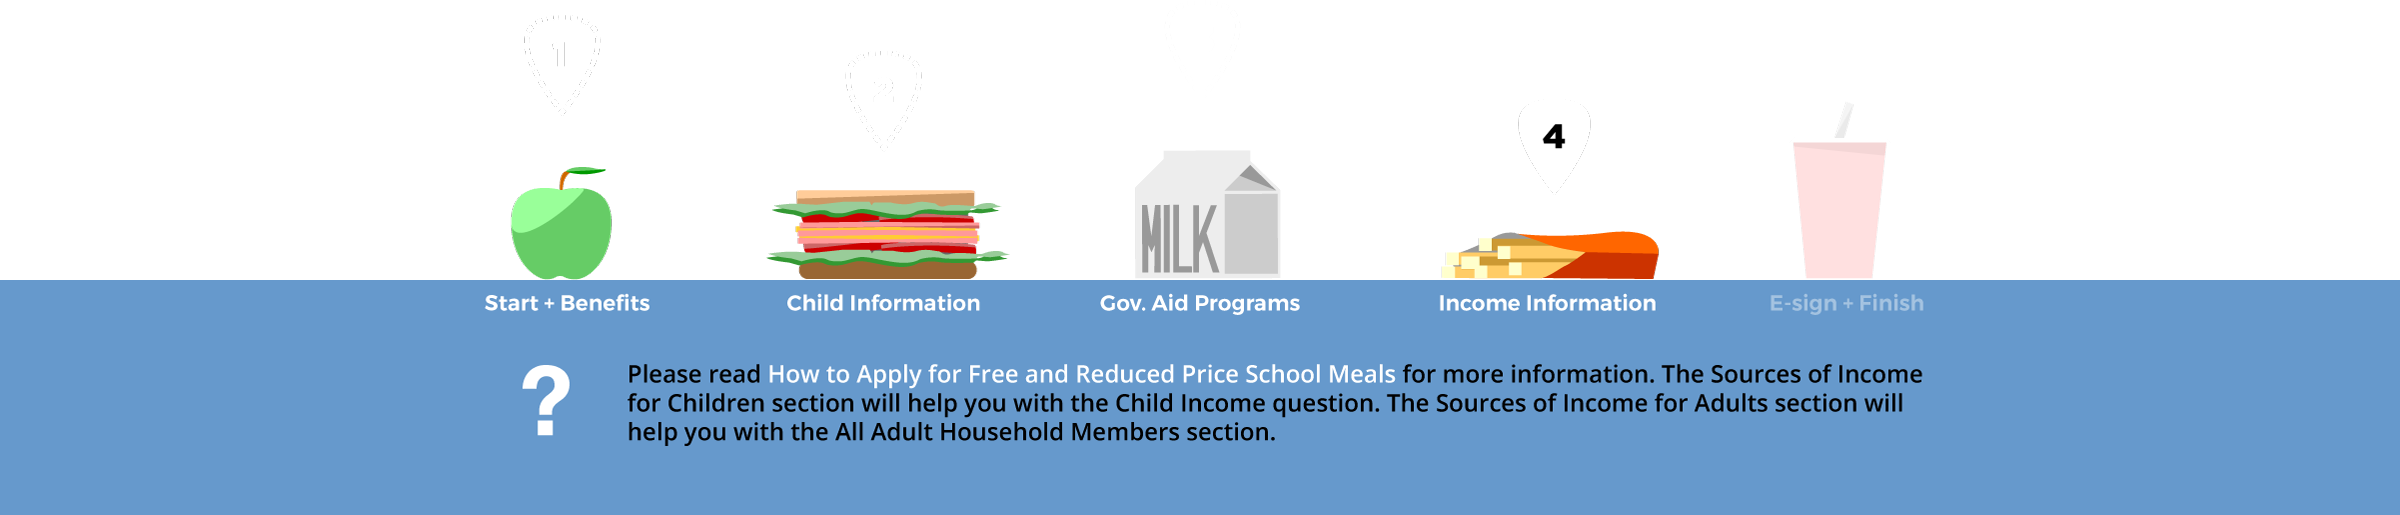 1
2
4
MILK
Start + Benefits
Child Information
Gov. Aid Programs
Income Information
E-sign + Finish
?
Please read How to Apply for Free and Reduced Price School Meals for more information. The Sources of Income
for Children section will help you with the Child Income question. The Sources of Income for Adults section will
help you with the All Adult Household Members section.